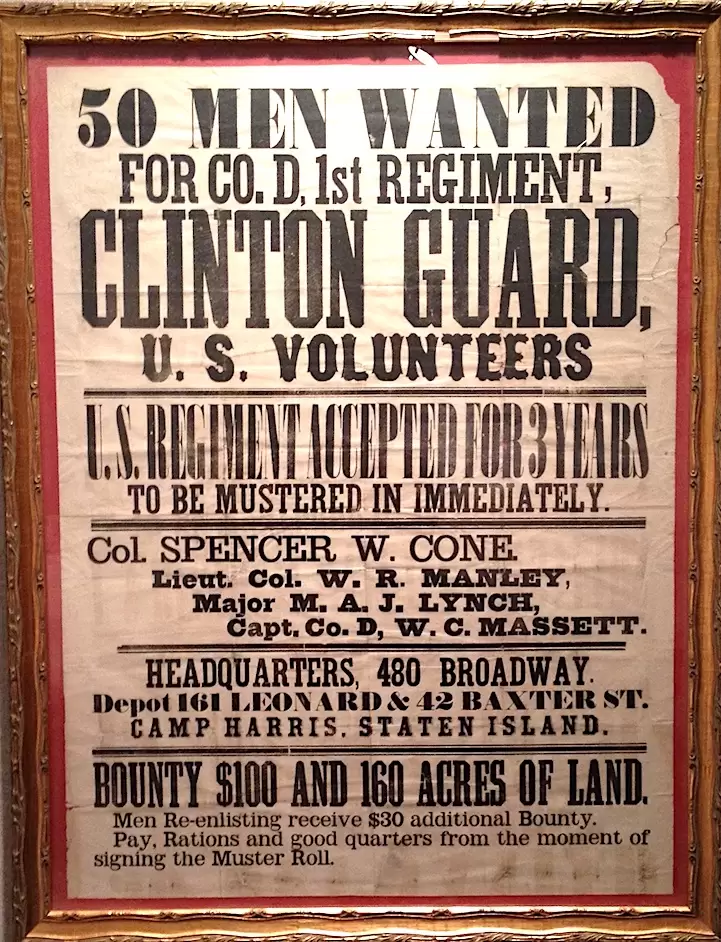 50 MEN WANTED
FOR CO. D, 1st REGIMENT,
CLINTON GUARD,
U. S. VOLUNTEERS
U.S. REGIMENT ACCEPTED FOR 3 YEARS
TO BE MUSTERED IN IMMEDIATELY.
Col. SPENCER W. CONE.
Lieut. Col. W. R. MANLEY,
Major M. A. J. LYNCH,
Capt. Co. D, W. C. MASSETT.
HEADQUARTERS, 480 BROADWAY.
Depot 161 LEONARD & 42 BAXTER ST.
CAMP HARRIS, STATEN ISLAND.
BOUNTY $100 AND 160 ACRES OF LAND.
Men Re-enlisting receive $30 additional Bounty.
Pay, Rations and good quarters from the moment of
signing the Muster Roll.